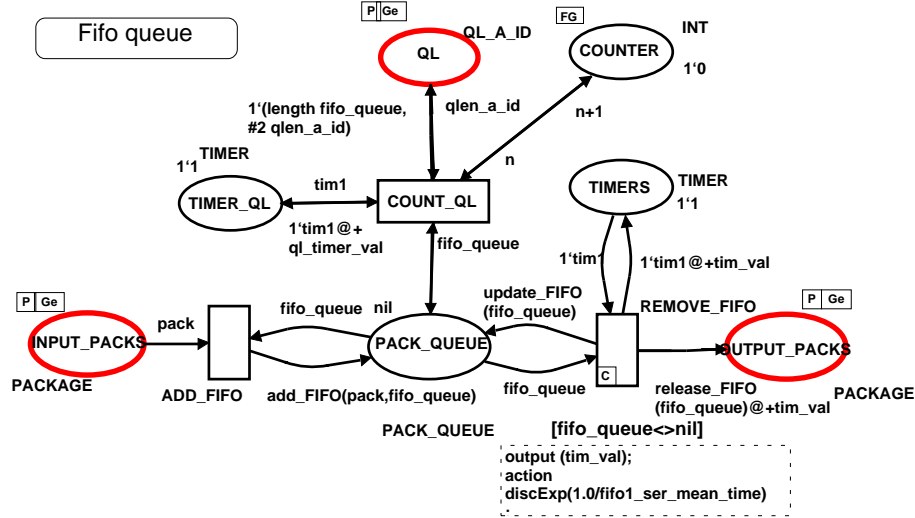 Fifo queue
P Ge
QL_A_ID
QL
FG
COUNTER
INT
1‘0
1‘(length fifo_queue,
#2 qlen_a_id)
qlen_a_id
n+1
n
TIMER
1‘1
TIMER_QL
tim1
COUNT_QL
1‘tim1@+
ql_timer_val
fifo_queue
TIMERS
TIMER
1‘1
1‘tim1
1‘tim1@+tim_val
P Ge
INPUT_PACKS
PACKAGE
pack
ADD_FIFO
fifo_queue
nil
add_FIFO(pack,fifo_queue)
PACK_QUEUE
PACK_QUEUE
update_FIFO
(fifo_queue)
fifo_queue
REMOVE_FIFO
C
P Ge
OUTPUT_PACKS
release_FIFO
(fifo_queue)@+tim_val
PACKAGE
[fifo_queue<>nil]
output (tim_val);
action
discExp(1.0/fifo1_ser_mean_time)